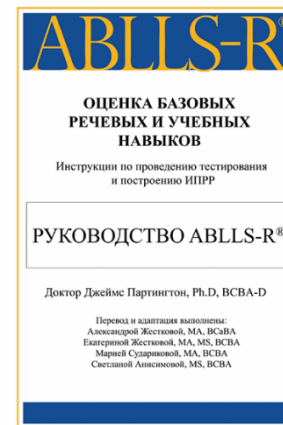 ABLLS-R®
ОЦЕНКА БАЗОВЫХ
РЕЧЕВЫХ И УЧЕБНЫХ
НАВЫКОВ
Инструкции по проведению тестирования
и построению ИПРР
РУКОВОДСТВО ABLLS-R®
Доктор Джеймс Партингтон, Ph.D, BCBA-D
Перевод и адаптация выполнены:
Александрой Жестковой, MA, BCaBA
Екатериной Жестковой, MA, MS, BCBA
Марией Судариковой, MA, BCBA
Светланой Анисимовой, MS, BCBA